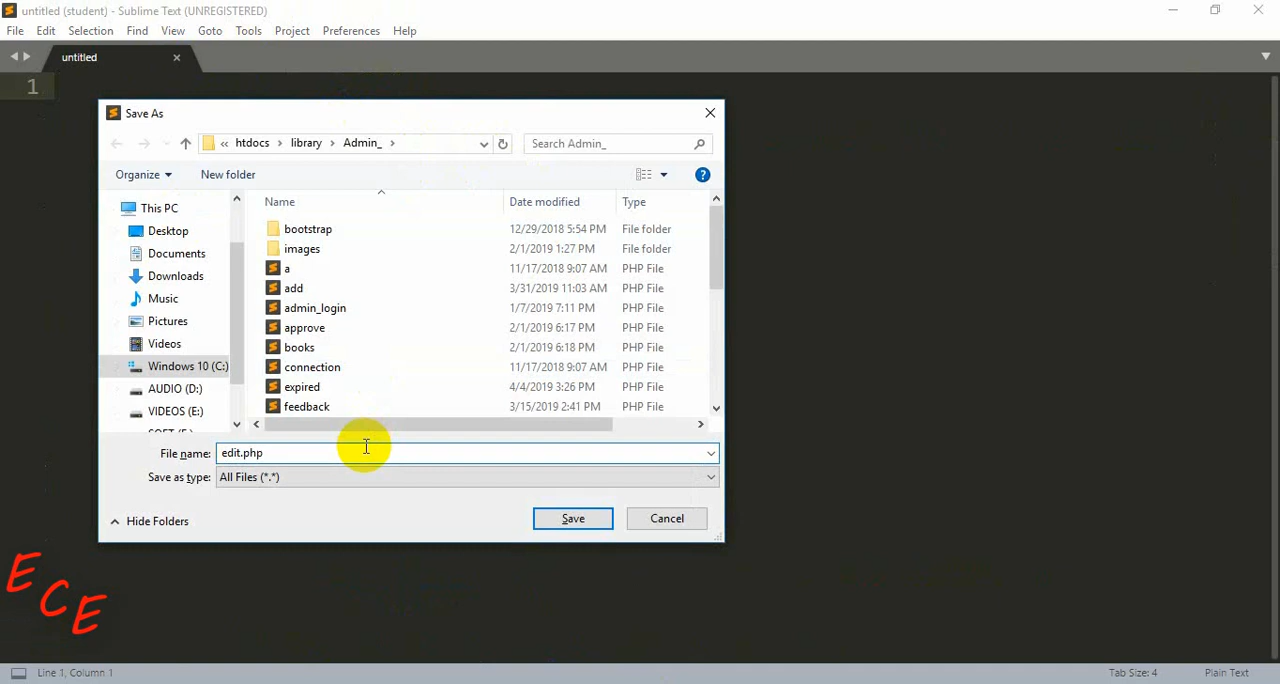 untitled (student) - Sublime Text (UNREGISTERED)
File Edit Selection Find View Goto Tools Project Preferences Help
untitled
1
Save As
« htdocs › library › Admin_ ›
Search Admin_
Organize New folder
This PC
Desktop
Documents
Downloads
Music
Pictures
Videos
Windows 10 (C:)
AUDIO (D:)
VIDEOS (E:)
Name Date modified Type
bootstrap 12/29/2018 5:54 PM File folder
images 2/1/2019 1:27 PM File folder
a 11/17/2018 9:07 AM PHP File
add 3/31/2019 11:03 AM PHP File
admin_login 1/7/2019 7:11 PM PHP File
approve 2/1/2019 6:17 PM PHP File
books 2/1/2019 6:18 PM PHP File
connection 11/17/2018 9:07 AM PHP File
expired 4/4/2019 3:26 PM PHP File
feedback 3/15/2019 2:41 PM PHP File
File name: edit.php
Save as type: All Files (*.*)
Hide Folders Save Cancel
E C E
Line 1, Column 1 Tab Size: 4 Plain Text